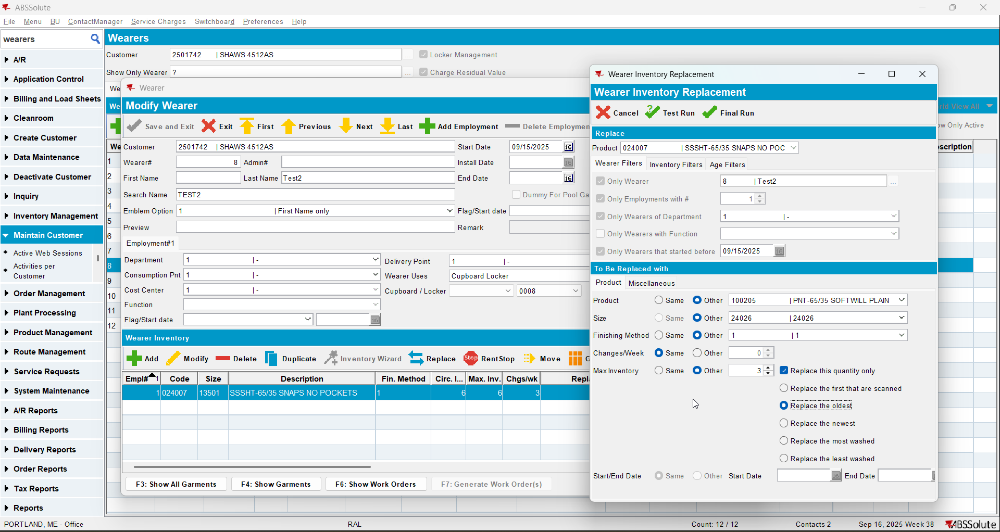 ABSSolute
File Menu BU ContactManager Service Charges Switchboard Preferences Help
wearers
Wearers
Customer 2501742 | SHAWS 4512AS ... Locker Management
Show Only Wearer ? ... Charge Residual Value
A/R
Application Control
Billing and Load Sheets
Cleanroom
Create Customer
Data Maintenance
Deactivate Customer
Inquiry
Inventory Management
Maintain Customer
Active Web Sessions
Activities per
Customer
Order Management
Plant Processing
Product Management
Route Management
Service Requests
System Maintenance
A/R Reports
Billing Reports
Delivery Reports
Order Reports
Tax Reports
Reports
We
We
We
1
2
3
4
5
6
7
8
9
10
11
12
rid View All
ow Only Active
scription
Wearer
Modify Wearer
Save and Exit Exit First Previous Next Last Add Employment Delete Employmen
Customer 2501742 | SHAWS 4512AS Start Date 09/15/2025 16
Wearer# 8 Admin# Install Date 16
First Name Last Name Test2 End Date 16
Search Name TEST2 Dummy For Pool Ga
Emblem Option 1 | First Name only Flag/Start date
Preview Remark
Employment#1
Department 1 | - Delivery Point 1 | -
Consumption Pnt 1 | - Wearer Uses Cupboard Locker
Cost Center 1 | - Cupboard / Locker 0008
Function
Flag/Start date 16
Wearer Inventory
Add Modify Delete Duplicate Inventory Wizard Stop Replace RentStop Move G
Empl# 1 Code Size Description Fin. Method Circ. I... Max. Inv. Chgs/wk Repl
1 024007 13501 SSSHT-65/35 SNAPS NO POCKETS 1 6 6 3
F3: Show All Garments F4: Show Garments F6: Show Work Orders F7: Generate Work Order(s)
Wearer Inventory Replacement
Wearer Inventory Replacement
Cancel ? Test Run Final Run
Replace
Product 024007 | SSSHT-65/35 SNAPS NO POC
Wearer Filters Inventory Filters Age Filters
Only Wearer 8 | Test2 ...
Only Employments with # 1
Only Wearers of Department 1 | -
Only Wearers with Function
Only Wearers that started before 09/15/2025 16
To Be Replaced with
Product Miscellaneous
Product Same Other 100205 | PNT-65/35 SOFTWILL PLAIN
Size Same Other 24026 | 24026
Finishing Method Same Other 1 | 1
Changes/Week Same Other 0
Max Inventory Same Other 3 Replace this quantity only
Replace the first that are scanned
Replace the oldest
Replace the newest
Replace the most washed
Replace the least washed
Start/End Date Same Other Start Date 16 End Date
PORTLAND, ME - Office RAL Count: 12 / 12 Contacts 2 Sep 16, 2025 Week 38 ABSSolute